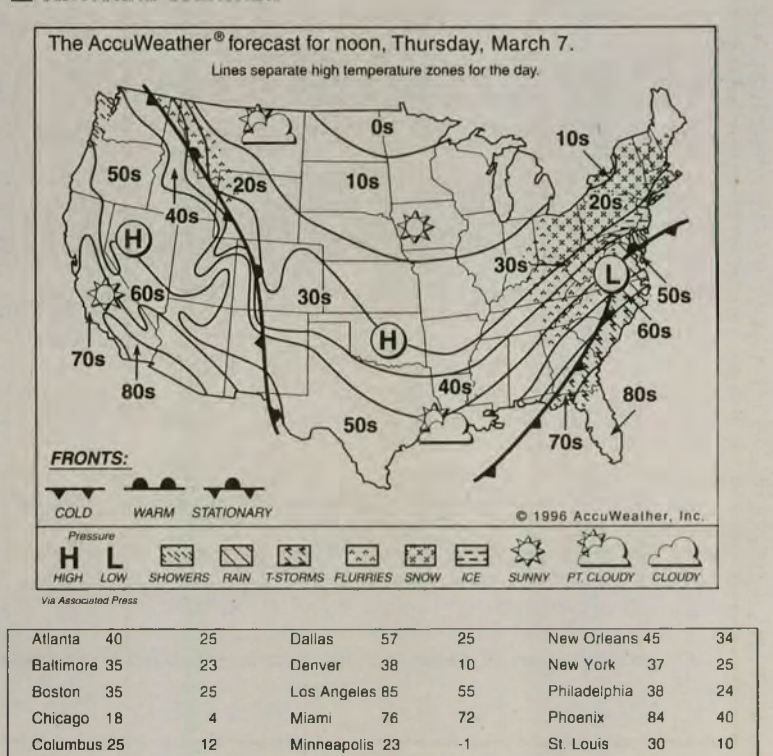 The AccuWeather® forecast for noon, Thursday, March 7.
Lines separate high temperature zones for the day.
0s
10s
50s
20s
10s
20s
40s
H
30s
L
60s
30s
50s
H
60s
70s
80s
40s
80s
50s
70s
FRONTS:
COLD WARM STATIONARY
© 1996 AccuWeather, Inc.
Pressure
H L
HIGH LOW SHOWERS RAIN T-STORMS FLURRIES SNOW ICE SUNNY PT. CLOUDY CLOUDY
Via Associated Press
Atlanta 40 25 Dallas 57 25 New Orleans 45 34
Baltimore 35 23 Denver 38 10 New York 37 25
Boston 35 25 Los Angeles 85 55 Philadelphia 38 24
Chicago 18 4 Miami 76 72 Phoenix 84 40
Columbus 25 12 Minneapolis 23 -1 St. Louis 30 10